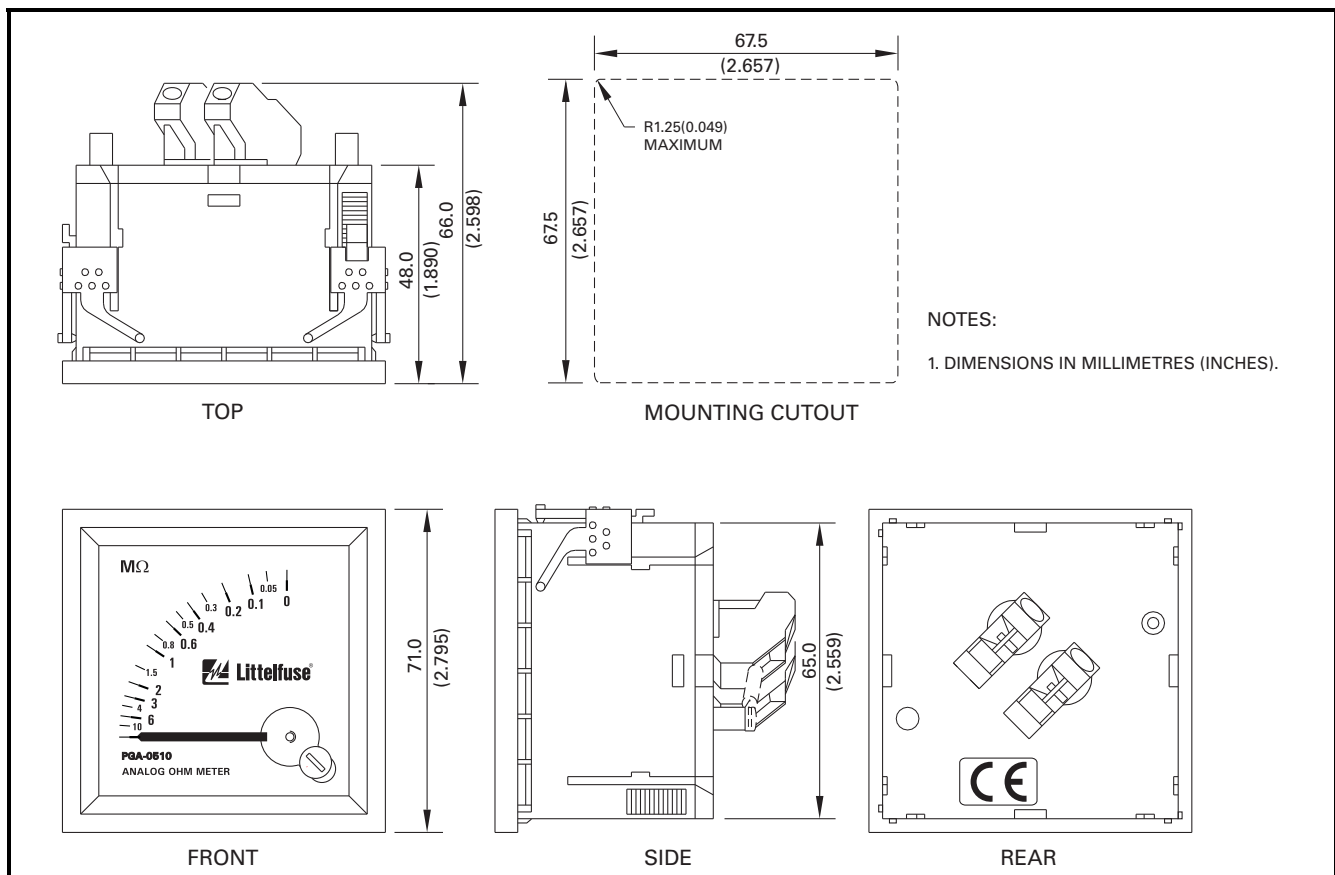 67.5
(2.657)
R1.25(0.049)
MAXIMUM
67.5
(2.657)
48.0
(1.890)
66.0
(2.598)
NOTES:
1. DIMENSIONS IN MILLIMETRES (INCHES).
TOP
MOUNTING CUTOUT
MΩ
0
0.05
0.1
0.2
0.3
0.4
0.5
0.6
0.8
1
1.5
2
3
4
6
10
Littelfuse®
PGA-0510
ANALOG OHM METER
71.0
(2.795)
65.0
(2.559)
CE
FRONT
SIDE
REAR